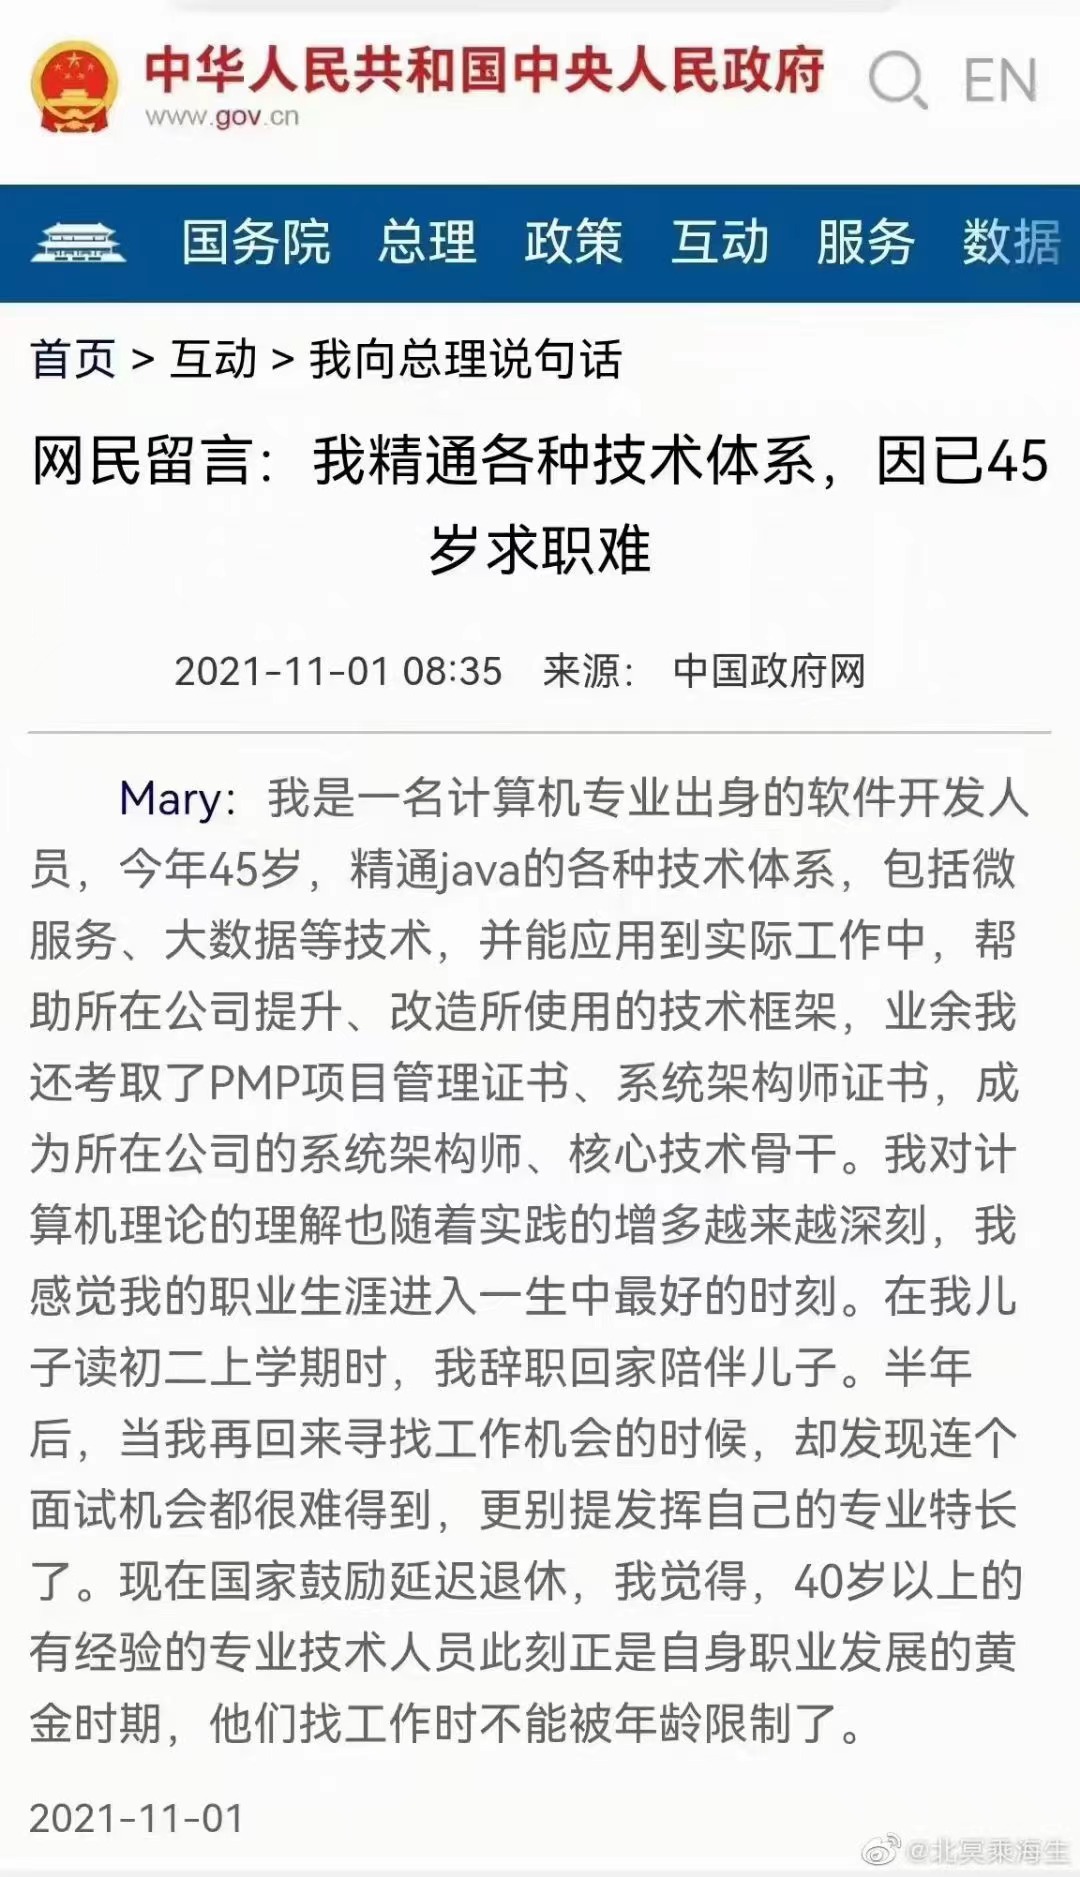 中华人民共和国中央人民政府
www.gov.cn
EN
国务院 总理 政策 互动 服务 数据
首页 > 互动 > 我向总理说句话
网民留言：我精通各种技术体系，因已45
岁求职难
2021-11-01 08:35 来源： 中国政府网
Mary：我是一名计算机专业出身的软件开发人
员，今年45岁，精通java的各种技术体系，包括微
服务、大数据等技术，并能应用到实际工作中，帮
助所在公司提升、改造所使用的技术框架，业余我
还考取了PMP项目管理证书、系统架构师证书，成
为所在公司的系统架构师、核心技术骨干。我对计
算机理论的理解也随着实践的增多越来越深刻，我
感觉我的职业生涯进入一生中最好的时刻。在我儿
子读初二上学期时，我辞职回家陪伴儿子。半年
后，当我再回来寻找工作机会的时候，却发现连个
面试机会都很难得到，更别提发挥自己的专业特长
了。现在国家鼓励延迟退休，我觉得，40岁以上的
有经验的专业技术人员此刻正是自身职业发展的黄
金时期，他们找工作时不能被年龄限制了。
2021-11-01
@北冥乘海生